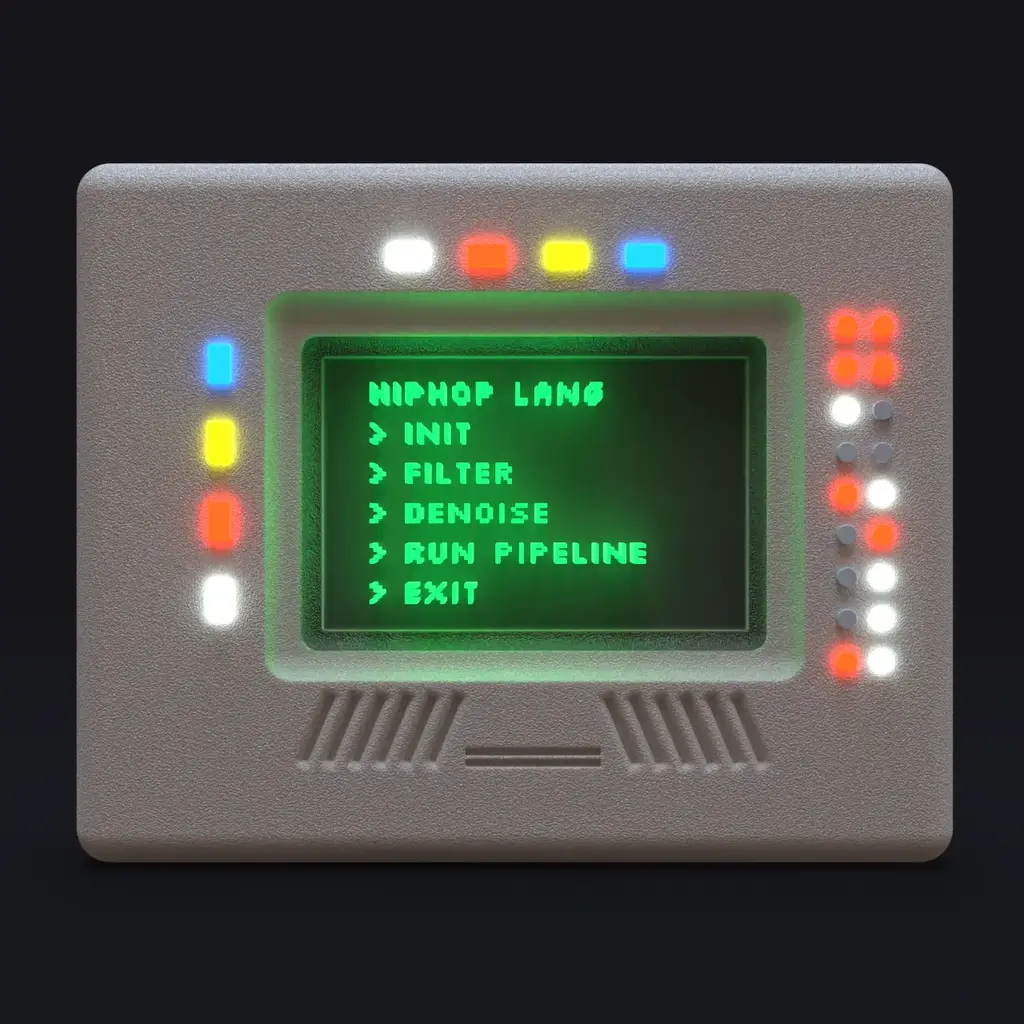 HIPHOP LANG
> INIT
> FILTER
> DENOISE
> RUN PIPELINE
> EXIT